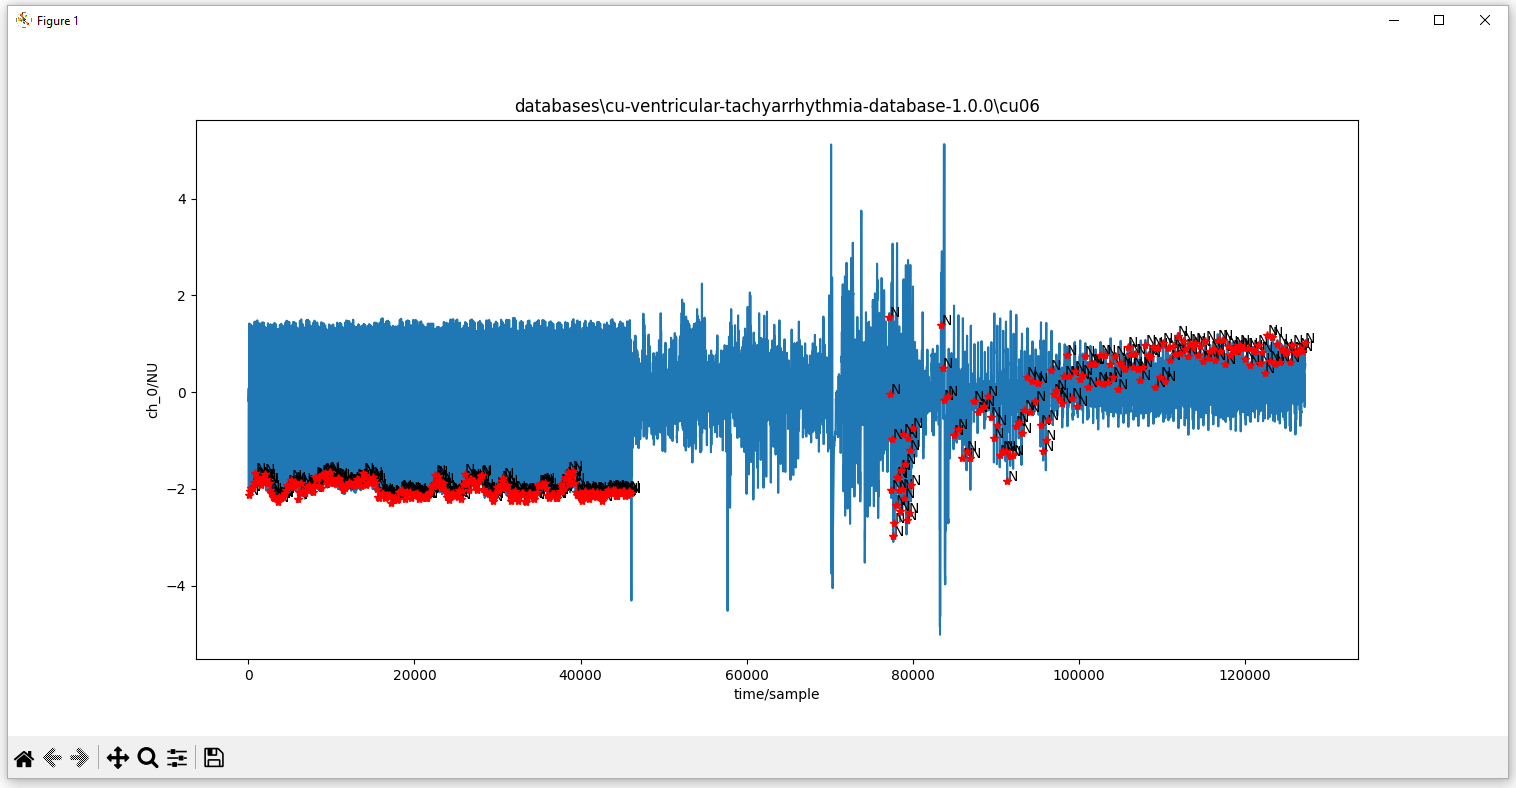 Figure 1
databases\cu-ventricular-tachyarrhythmia-database-1.0.0\cu06
4
2
0
−2
−4
ch_0/NU
N
0 20000 40000 60000 80000 100000 120000
time/sample